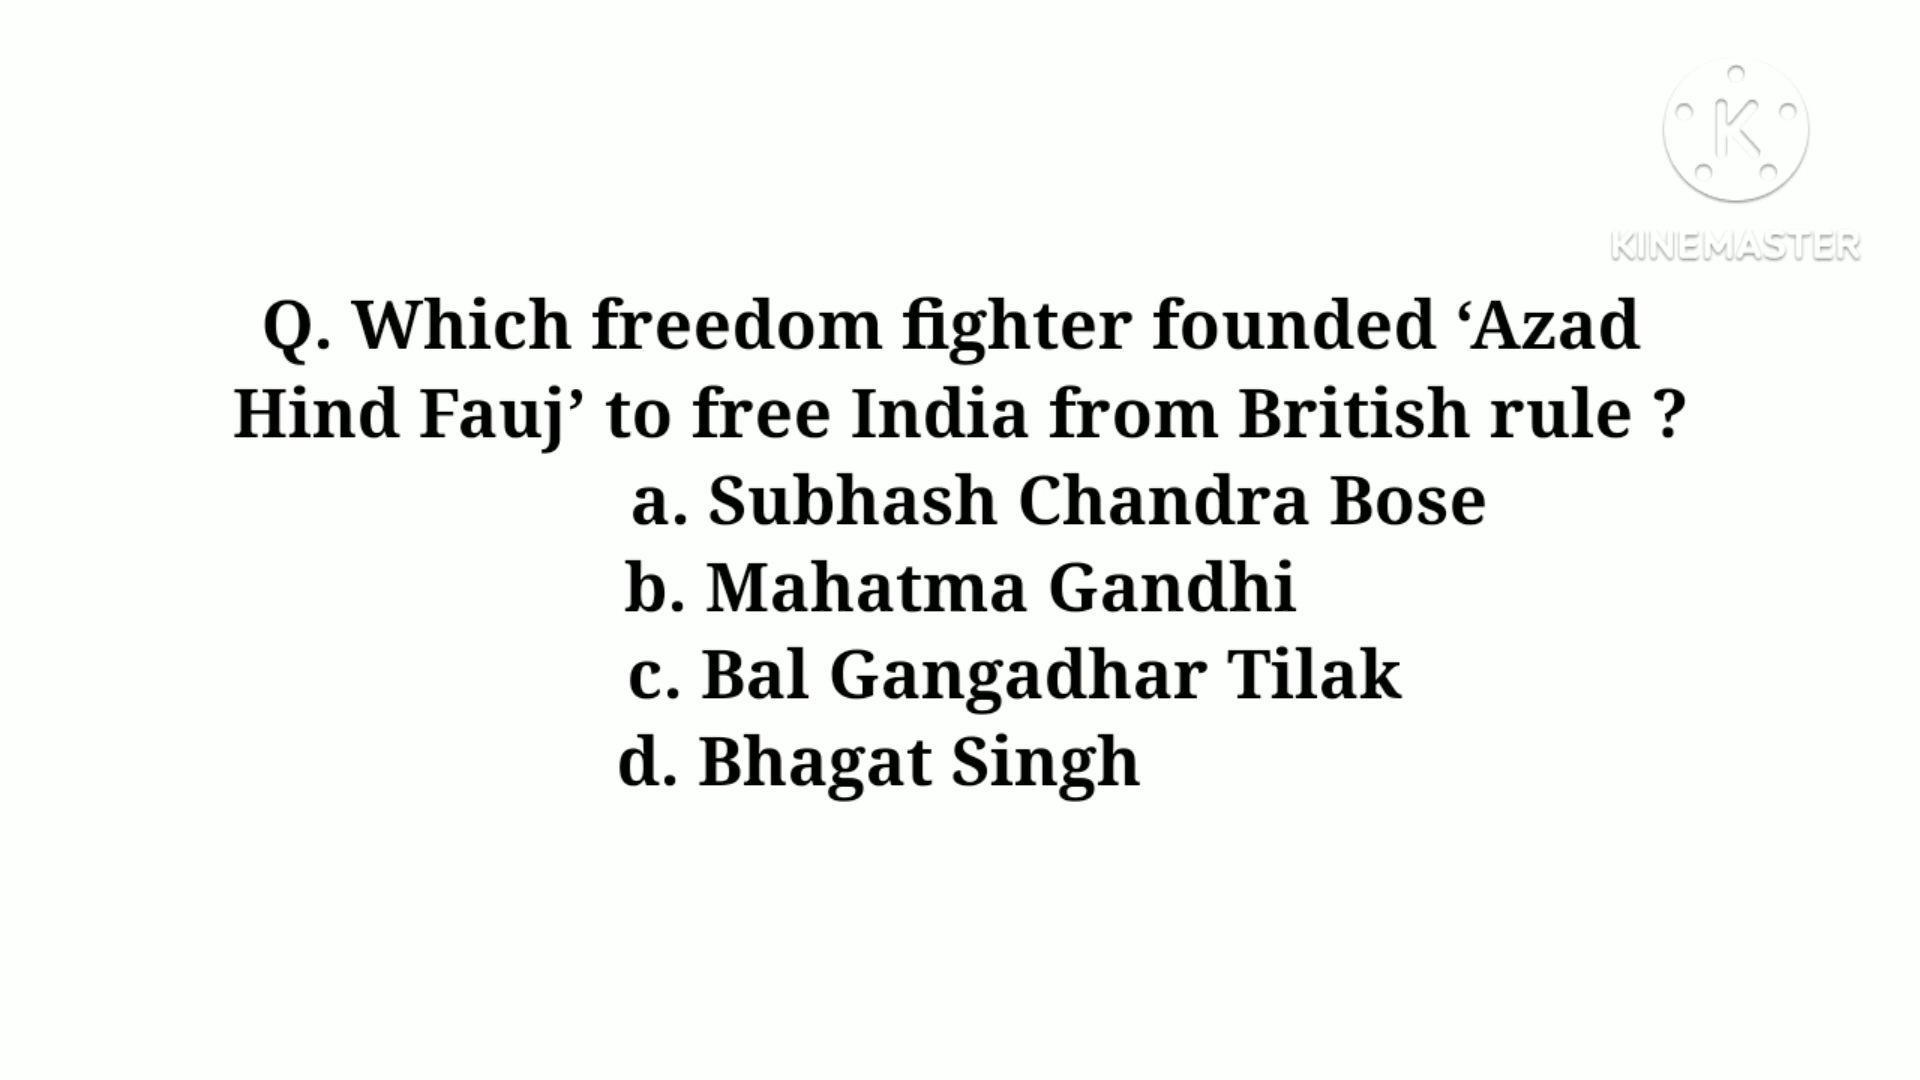 K
KINEMASTER
Q. Which freedom fighter founded ‘Azad
Hind Fauj’ to free India from British rule ?
a. Subhash Chandra Bose
b. Mahatma Gandhi
c. Bal Gangadhar Tilak
d. Bhagat Singh